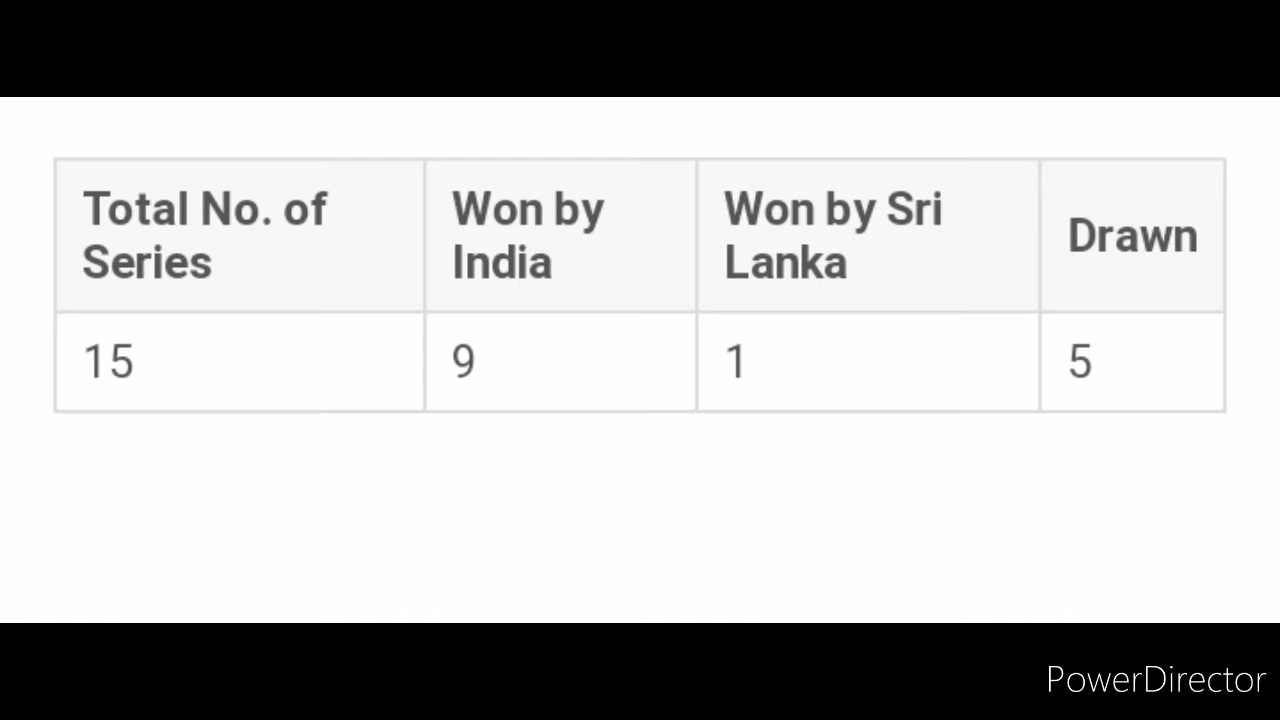 Total No. of Series
Won by India
Won by Sri Lanka
Drawn
15
9
1
5
PowerDirector